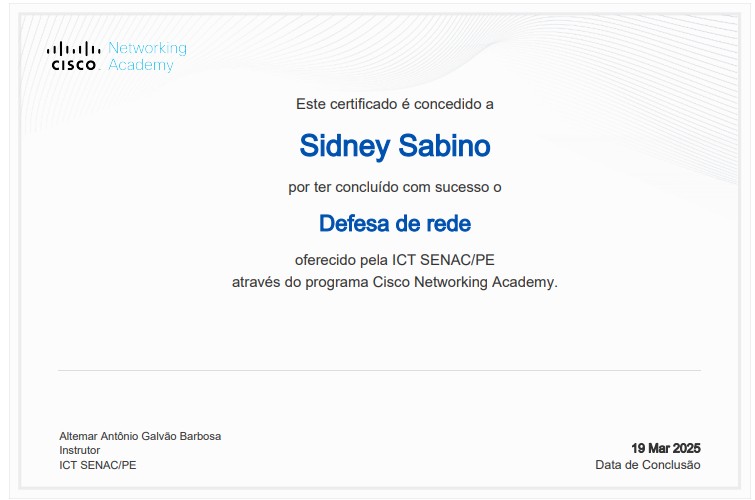 Networking
CISCO. Academy
Este certificado é concedido a
Sidney Sabino
por ter concluído com sucesso o
Defesa de rede
oferecido pela ICT SENAC/PE
através do programa Cisco Networking Academy.
Altemar Antônio Galvão Barbosa
Instrutor
ICT SENAC/PE
19 Mar 2025
Data de Conclusão